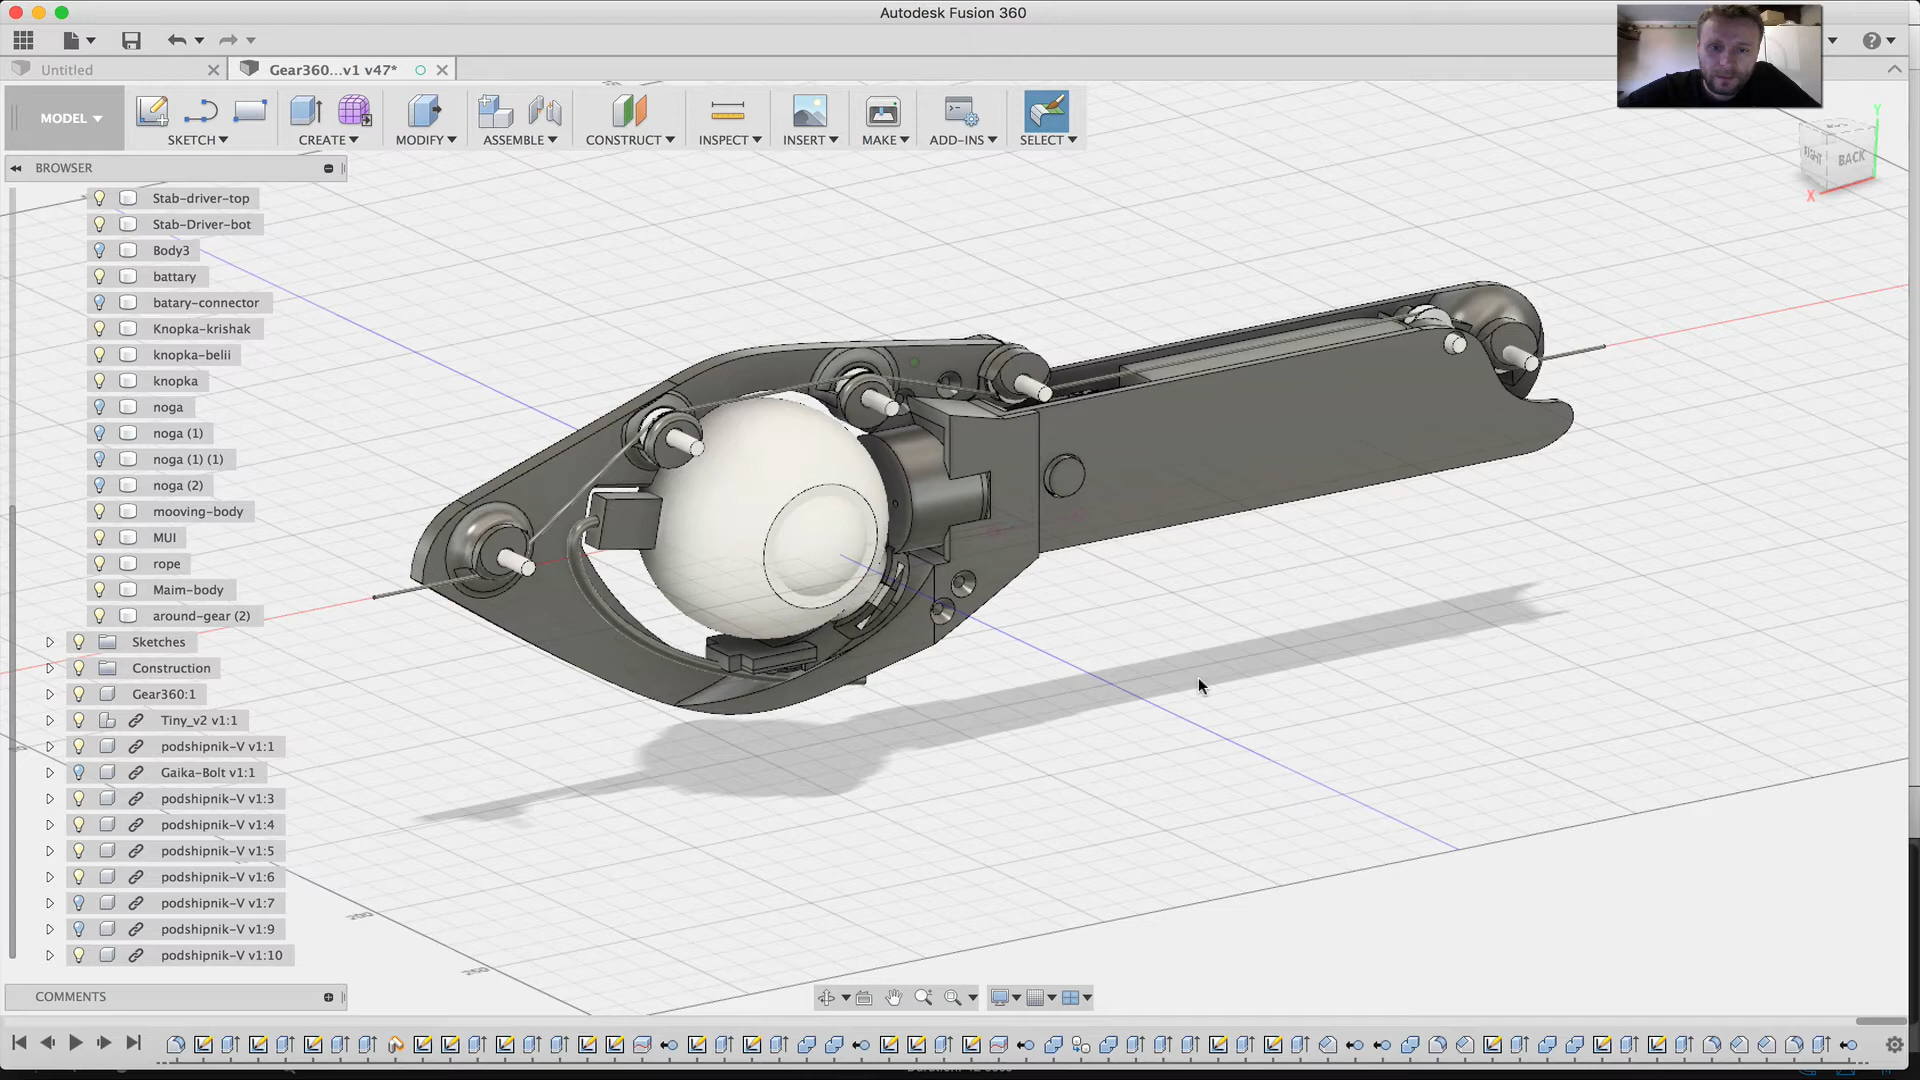 Autodesk Fusion 360
Untitled
Gear360...v1 v47*
MODEL
SKETCH
CREATE
MODIFY
ASSEMBLE
CONSTRUCT
INSPECT
INSERT
MAKE
ADD-INS
SELECT
Y
RIGHT
BACK
X
BROWSER
Stab-driver-top
Stab-Driver-bot
Body3
battary
batary-connector
Knopka-krishak
knopka-belii
knopka
noga
noga (1)
noga (1) (1)
noga (2)
mooving-body
MUI
rope
Maim-body
around-gear (2)
Sketches
Construction
Gear360:1
Tiny_v2 v1:1
podshipnik-V v1:1
Gaika-Bolt v1:1
podshipnik-V v1:3
podshipnik-V v1:4
podshipnik-V v1:5
podshipnik-V v1:6
podshipnik-V v1:7
podshipnik-V v1:9
podshipnik-V v1:10
200
250
COMMENTS